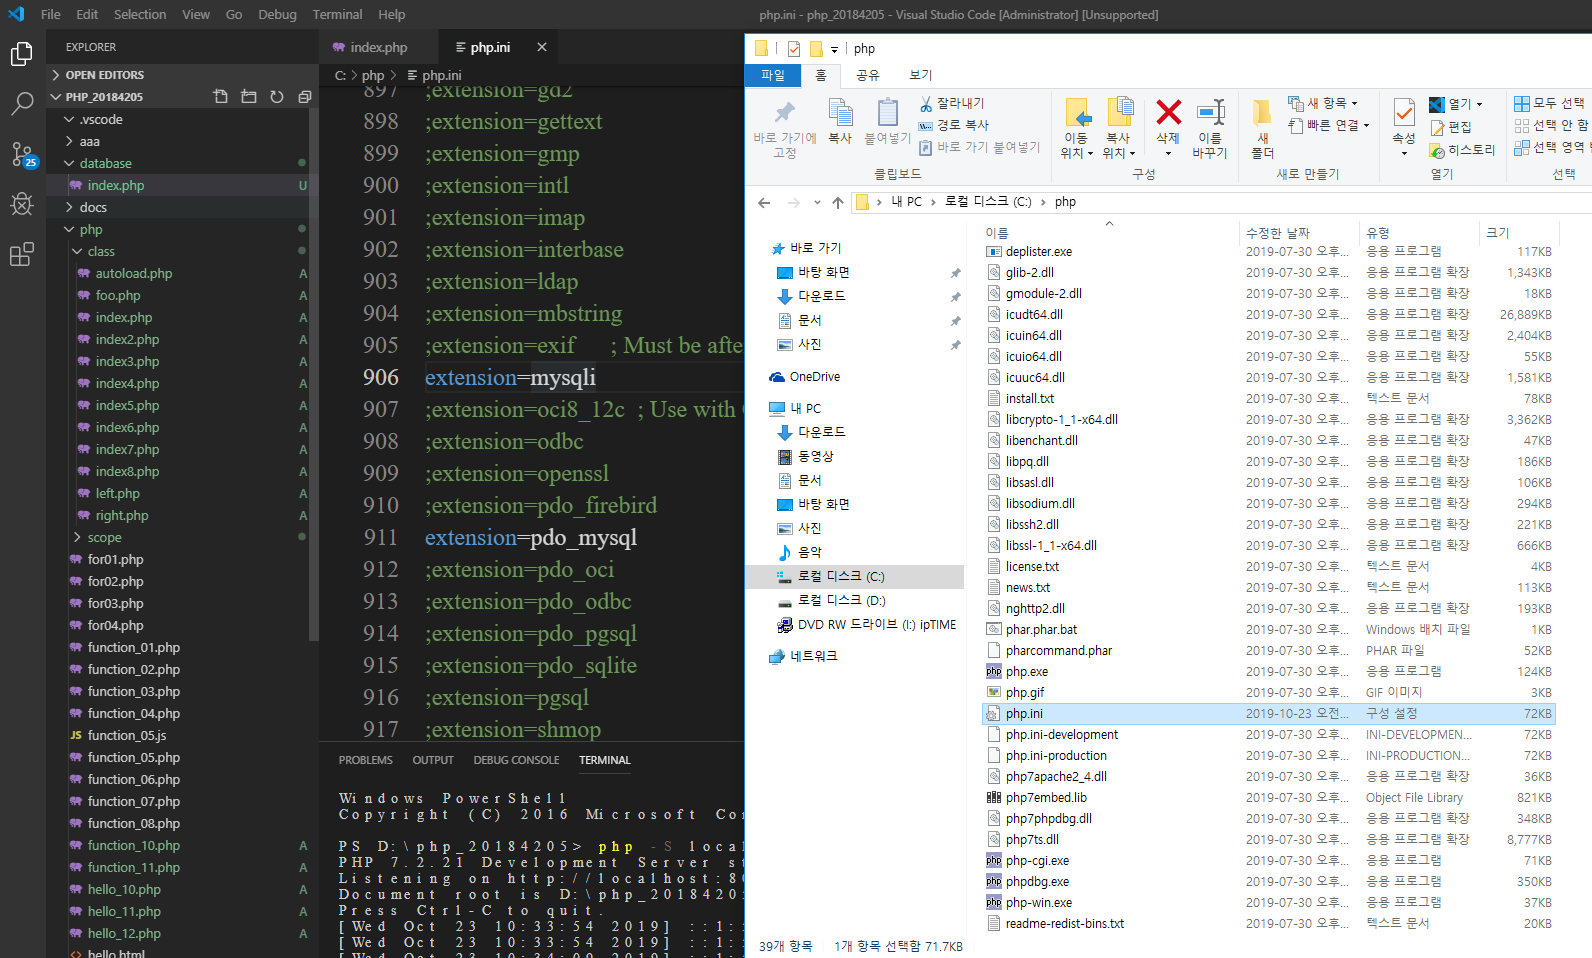 File Edit Selection View Go Debug Terminal Help
php.ini - php_20184205 - Visual Studio Code [Administrator] [Unsupported]
EXPLORER
OPEN EDITORS
PHP_20184205
.vscode
aaa
database
index.php U
docs
php
class
autoload.php A
foo.php A
index.php A
index2.php A
index3.php A
index4.php A
index5.php A
index6.php A
index7.php A
index8.php A
left.php A
right.php A
scope
for01.php
for02.php
for03.php
for04.php
function_01.php
function_02.php
function_03.php
function_04.php
JS function_05.js
function_05.php
function_06.php
function_07.php
function_08.php
function_10.php A
function_11.php A
hello_10.php A
hello_11.php A
hello_12.php A
hello.html
25
index.php
php.ini
C: > php > php.ini
897 ;extension=gd2
898 ;extension=gettext
899 ;extension=gmp
900 ;extension=intl
901 ;extension=imap
902 ;extension=interbase
903 ;extension=ldap
904 ;extension=mbstring
905 ;extension=exif ; Must be afte
906 extension=mysqli
907 ;extension=oci8_12c ; Use with
908 ;extension=odbc
909 ;extension=openssl
910 ;extension=pdo_firebird
911 extension=pdo_mysql
912 ;extension=pdo_oci
913 ;extension=pdo_odbc
914 ;extension=pdo_pgsql
915 ;extension=pdo_sqlite
916 ;extension=pgsql
917 ;extension=shmop
PROBLEMS OUTPUT DEBUG CONSOLE TERMINAL
Windows PowerShell
Copyright (C) 2016 Microsoft Cor
PS D:\php_20184205> php -S local
PHP 7.2.21 Development Server st
Listening on http://localhost:80
Document root is D:\php_2018420
Press Ctrl-C to quit.
[Wed Oct 23 10:33:54 2019] ::1:
[Wed Oct 23 10:33:54 2019] ::1:
[Wed Oct 23 10:34:09 2019] ::1:
php
파일 홈 공유 보기
바로 가기에 고정
복사
붙여넣기
잘라내기
경로 복사
바로 가기 붙여넣기
클립보드
이동 위치
복사 위치
삭제
이름 바꾸기
구성
새 폴더
새 항목
빠른 연결
새로 만들기
속성
열기
편집
히스토리
열기
모두 선택
선택 안 함
선택 영역
선택
내 PC > 로컬 디스크 (C:) > php
바로 가기
바탕 화면
다운로드
문서
사진
OneDrive
내 PC
다운로드
동영상
문서
바탕 화면
사진
음악
로컬 디스크 (C:)
로컬 디스크 (D:)
DVD RW 드라이브 (I:) ipTIME
네트워크
이름 수정한 날짜 유형 크기
deplister.exe 2019-07-30 오후... 응용 프로그램 117KB
glib-2.dll 2019-07-30 오후... 응용 프로그램 확장 1,343KB
gmodule-2.dll 2019-07-30 오후... 응용 프로그램 확장 18KB
icudt64.dll 2019-07-30 오후... 응용 프로그램 확장 26,889KB
icuin64.dll 2019-07-30 오후... 응용 프로그램 확장 2,404KB
icuio64.dll 2019-07-30 오후... 응용 프로그램 확장 55KB
icuuc64.dll 2019-07-30 오후... 응용 프로그램 확장 1,581KB
install.txt 2019-07-30 오후... 텍스트 문서 78KB
libcrypto-1_1-x64.dll 2019-07-30 오후... 응용 프로그램 확장 3,362KB
libenchant.dll 2019-07-30 오후... 응용 프로그램 확장 47KB
libpq.dll 2019-07-30 오후... 응용 프로그램 확장 186KB
libsasl.dll 2019-07-30 오후... 응용 프로그램 확장 106KB
libsodium.dll 2019-07-30 오후... 응용 프로그램 확장 294KB
libssh2.dll 2019-07-30 오후... 응용 프로그램 확장 221KB
libssl-1_1-x64.dll 2019-07-30 오후... 응용 프로그램 확장 666KB
license.txt 2019-07-30 오후... 텍스트 문서 4KB
news.txt 2019-07-30 오후... 텍스트 문서 113KB
nghttp2.dll 2019-07-30 오후... 응용 프로그램 확장 193KB
phar.phar.bat 2019-07-30 오후... Windows 배치 파일 1KB
pharcommand.phar 2019-07-30 오후... PHAR 파일 52KB
php.exe 2019-07-30 오후... 응용 프로그램 124KB
php.gif 2019-07-30 오후... GIF 이미지 3KB
php.ini 2019-10-23 오전... 구성 설정 72KB
php.ini-development 2019-07-30 오후... INI-DEVELOPMEN... 72KB
php.ini-production 2019-07-30 오후... INI-PRODUCTION... 72KB
php7apache2_4.dll 2019-07-30 오후... 응용 프로그램 확장 36KB
php7embed.lib 2019-07-30 오후... Object File Library 821KB
php7phpdbg.dll 2019-07-30 오후... 응용 프로그램 확장 348KB
php7ts.dll 2019-07-30 오후... 응용 프로그램 확장 8,777KB
php-cgi.exe 2019-07-30 오후... 응용 프로그램 71KB
phpdbg.exe 2019-07-30 오후... 응용 프로그램 350KB
php-win.exe 2019-07-30 오후... 응용 프로그램 37KB
readme-redist-bins.txt 2019-07-30 오후... 텍스트 문서 20KB
39개 항목 1개 항목 선택함 71.7KB